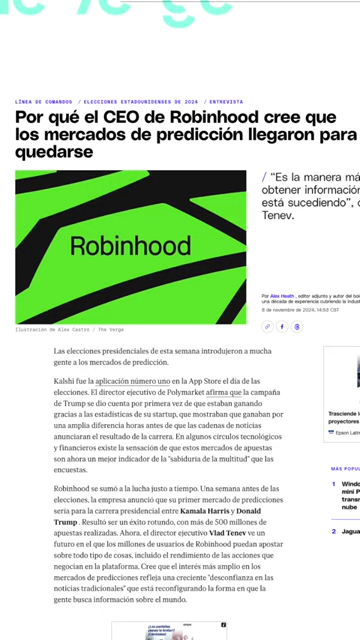 LÍNEA DE COMANDOS / ELECCIONES ESTADOUNIDENSES DE 2024 / ENTREVISTA
Por qué el CEO de Robinhood cree que
los mercados de predicción llegaron para
quedarse
Robinhood
Ilustración de Alex Castro / The Verge
/ “Es la manera má
obtener información
está sucediendo”, d
Tenev.
Por Alex Heath , editor adjunto y autor del bo
una década de experiencia cubriendo la indust
8 de noviembre de 2024, 14:53 CST
Las elecciones presidenciales de esta semana introdujeron a mucha
gente a los mercados de predicción.
Kalshi fue la aplicación número uno en la App Store el día de las
elecciones. El director ejecutivo de Polymarket afirma que la campaña
de Trump se dio cuenta por primera vez de que estaban ganando
gracias a las estadísticas de su startup, que mostraban que ganaban por
una amplia diferencia horas antes de que las cadenas de noticias
anunciaran el resultado de la carrera. En algunos círculos tecnológicos
y financieros existe la sensación de que estos mercados de apuestas
son ahora un mejor indicador de la "sabiduría de la multitud" que las
encuestas.
Robinhood se sumó a la lucha justo a tiempo. Una semana antes de las
elecciones, la empresa anunció que su primer mercado de predicciones
sería para la carrera presidencial entre Kamala Harris y Donald
Trump . Resultó ser un éxito rotundo, con más de 500 millones de
apuestas realizadas. Ahora, el director ejecutivo Vlad Tenev ve un
futuro en el que los millones de usuarios de Robinhood puedan apostar
sobre todo tipo de cosas, incluido el rendimiento de las acciones que
negocian en la plataforma. Cree que el interés más amplio en los
mercados de predicciones refleja una creciente "desconfianza en las
noticias tradicionales" que está reconfigurando la forma en que la
gente busca información sobre el mundo.
Trasciende l
proyectores
Epson Latin
MÁS POPUL
1 Windo
mini P
transm
nube
2 Jagua